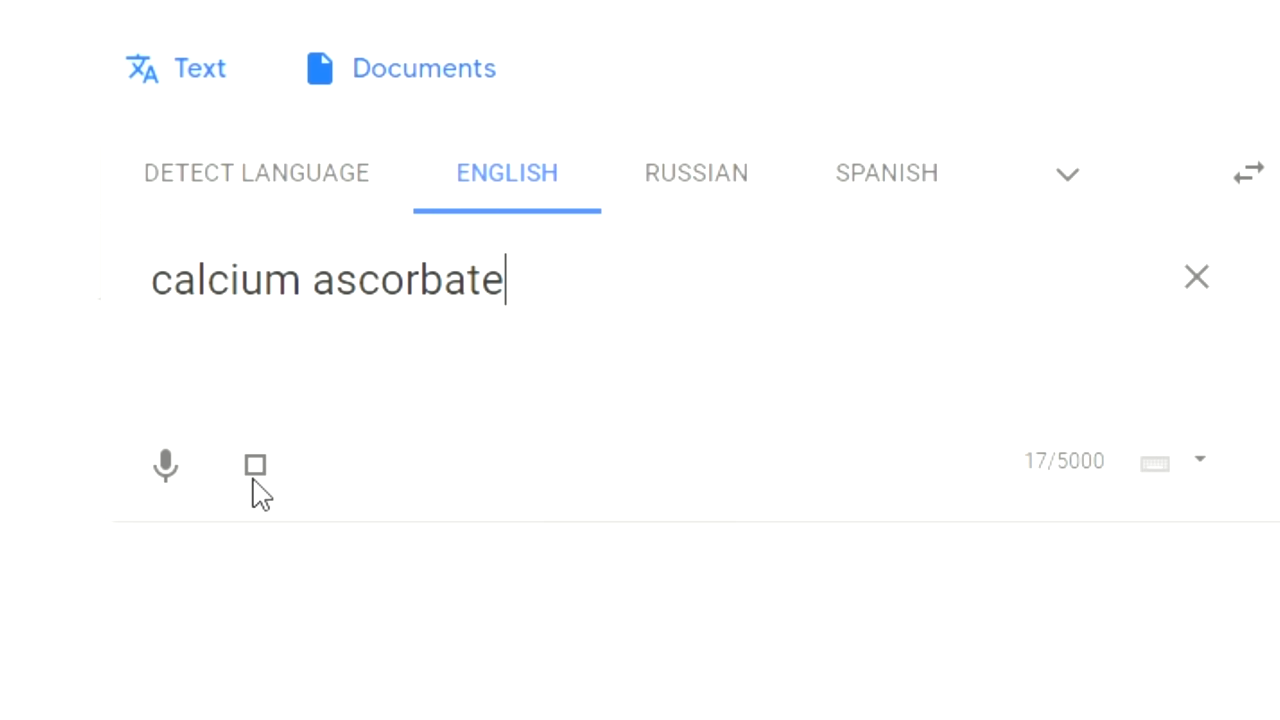 Text Documents
DETECT LANGUAGE ENGLISH RUSSIAN SPANISH
calcium ascorbate
17/5000